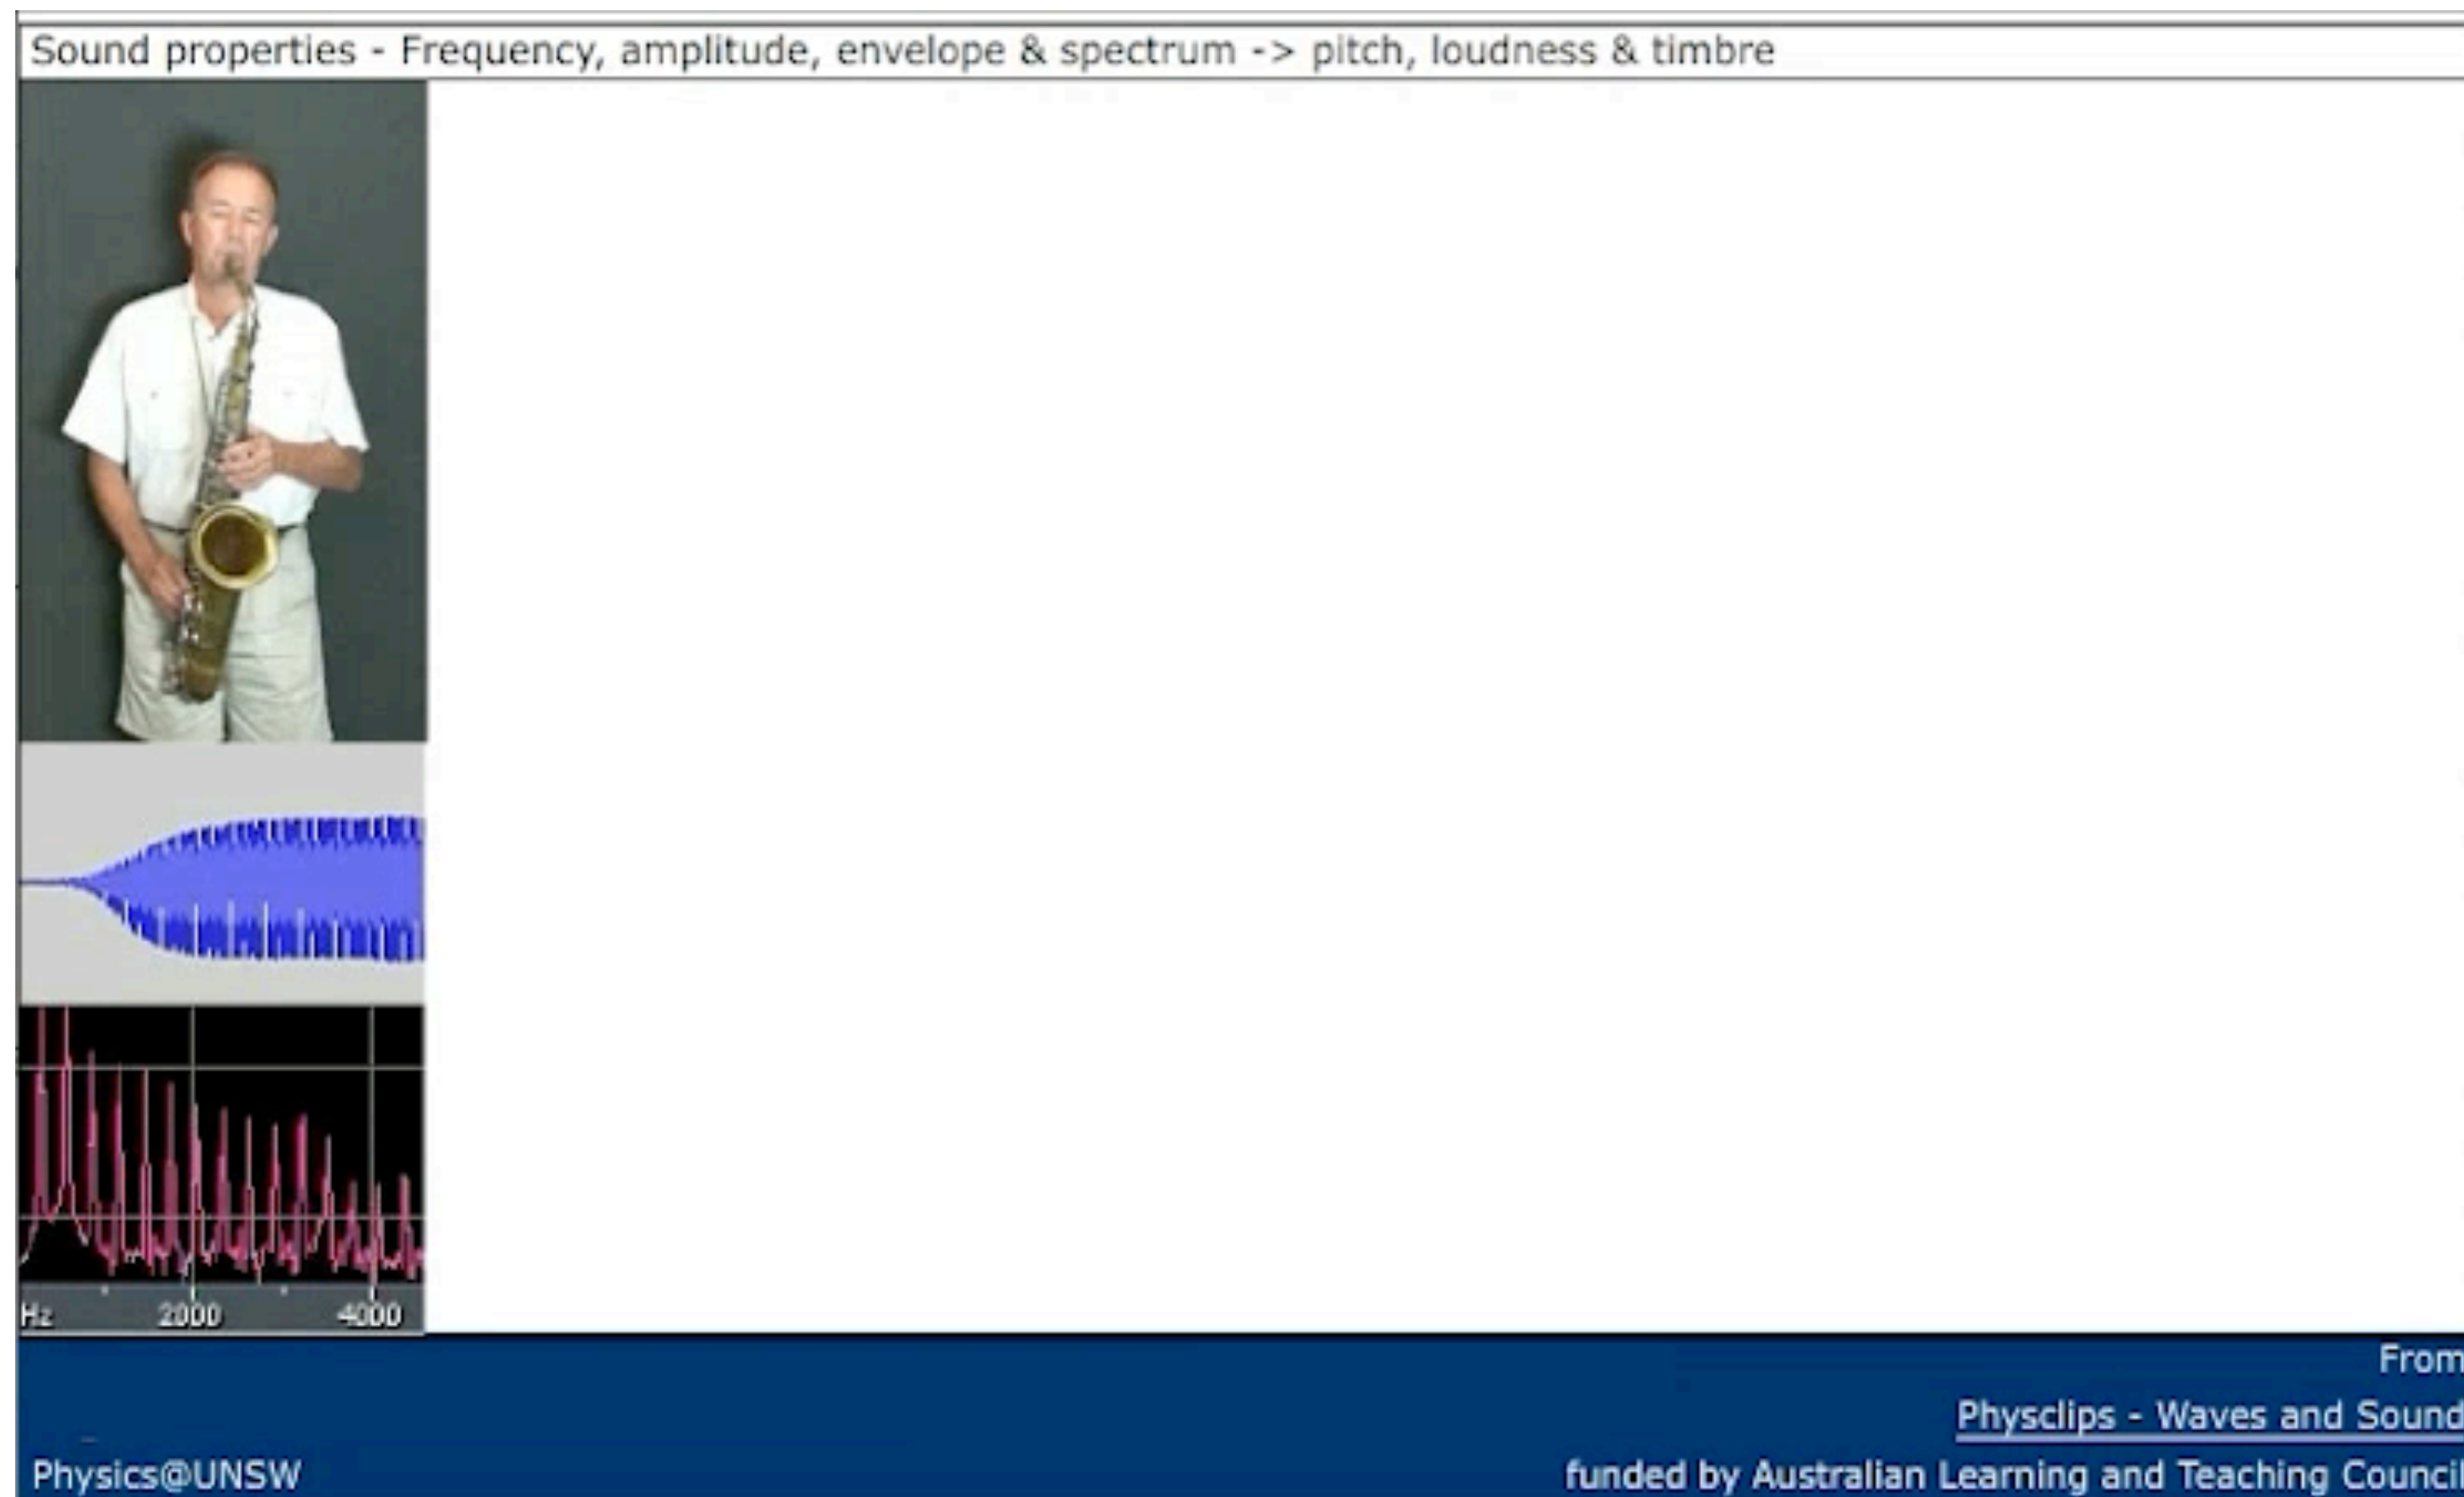 Sound properties - Frequency, amplitude, envelope & spectrum -> pitch, loudness & timbre
Hz 2000 4000
From
Physclips - Waves and Sound
Physics@UNSW funded by Australian Learning and Teaching Council